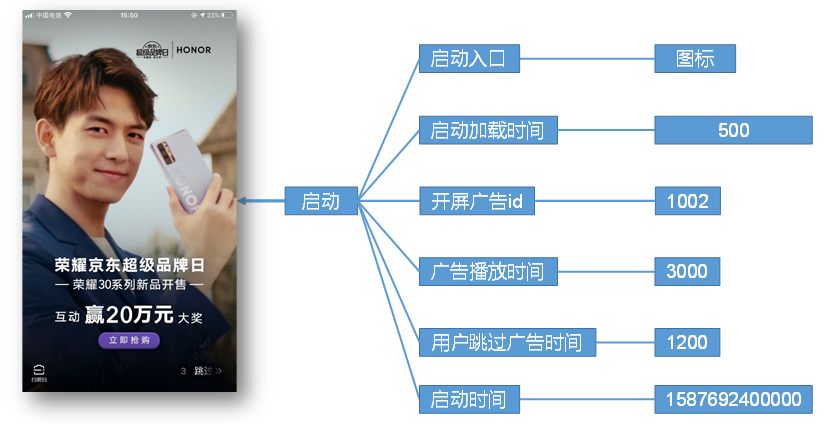 中国电信 15:50 23%
京东
超级品牌日 HONOR
HONOR
荣耀京东超级品牌日
荣耀30系列新品开售
互动 赢20万元 大奖
立即抢购
扫啊扫
3 跳过
启动
启动入口 图标
启动加载时间 500
开屏广告id 1002
广告播放时间 3000
用户跳过广告时间 1200
启动时间 1587692400000